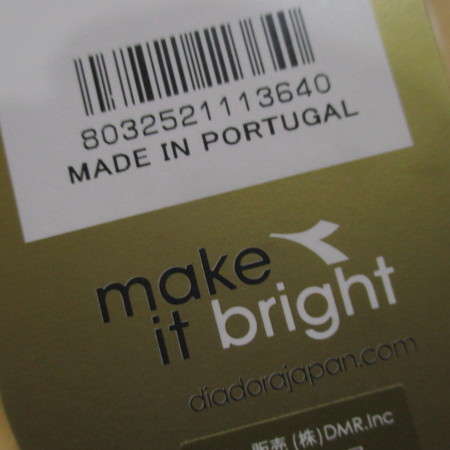 8032521113640
MADE IN PORTUGAL
make
it bright
diadorajapan.com
販売 (株)DMR.Inc